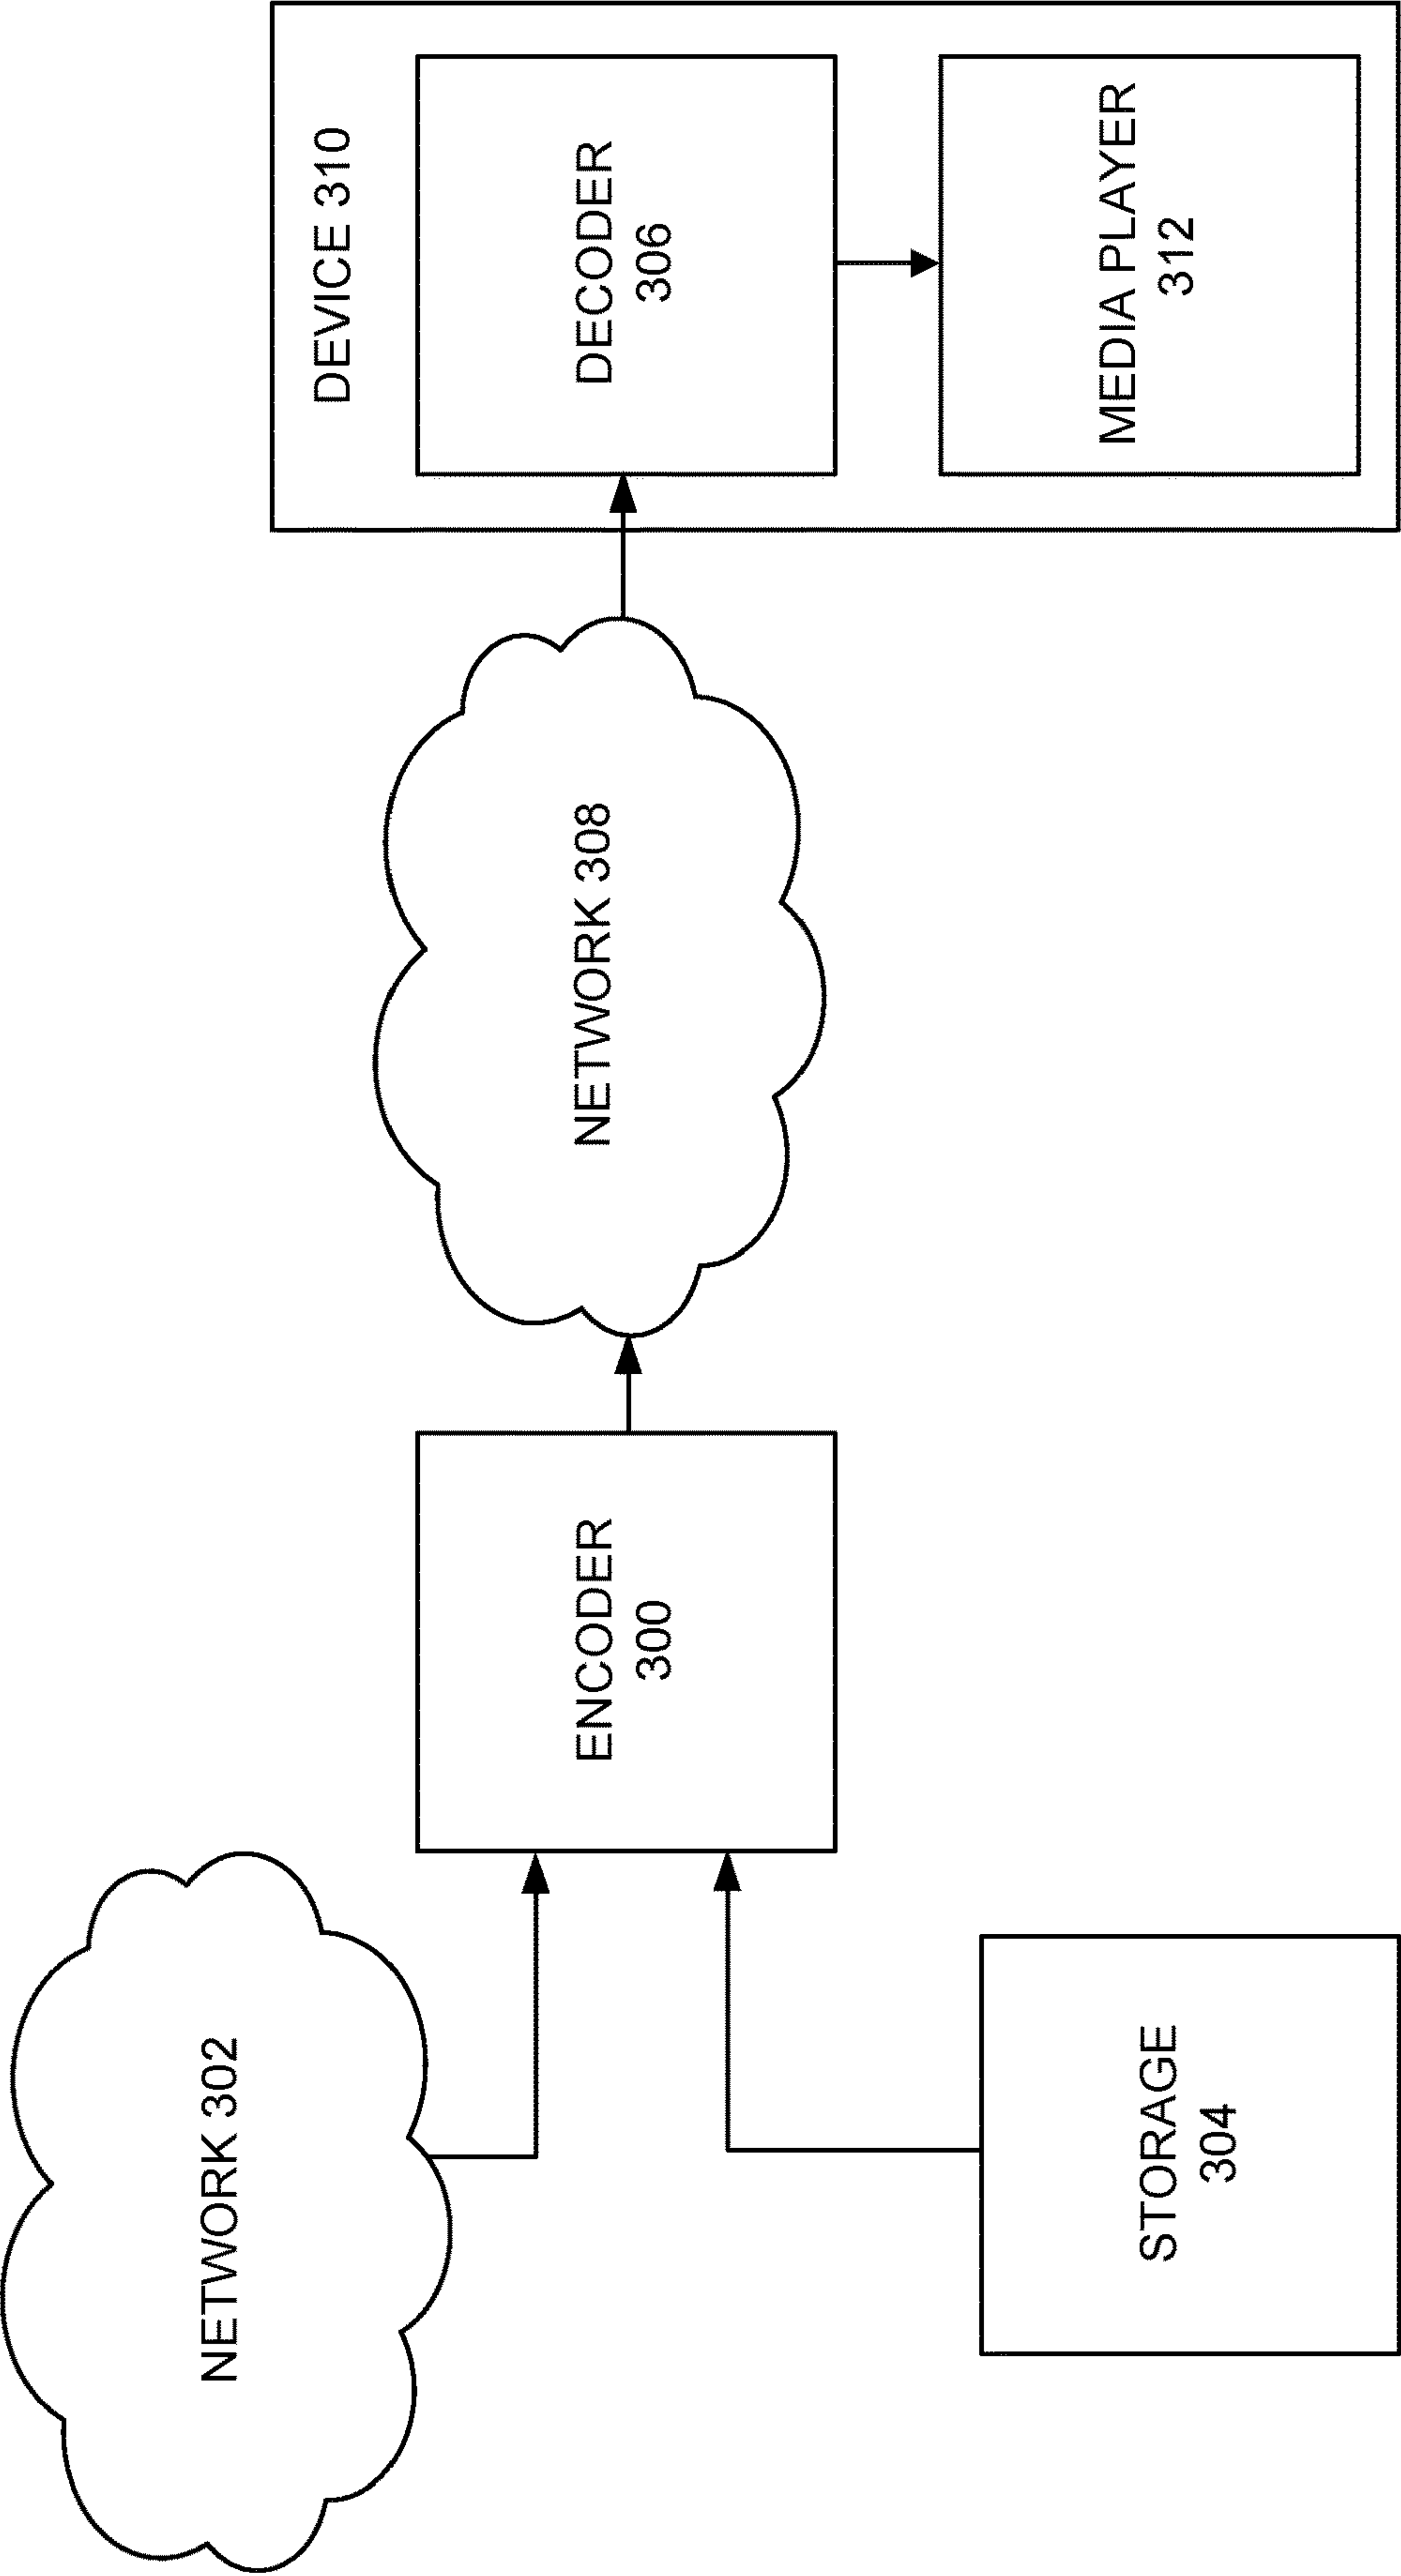 NETWORK 302
STORAGE
304
ENCODER
300
NETWORK 308
DEVICE 310
DECODER
306
MEDIA PLAYER
312